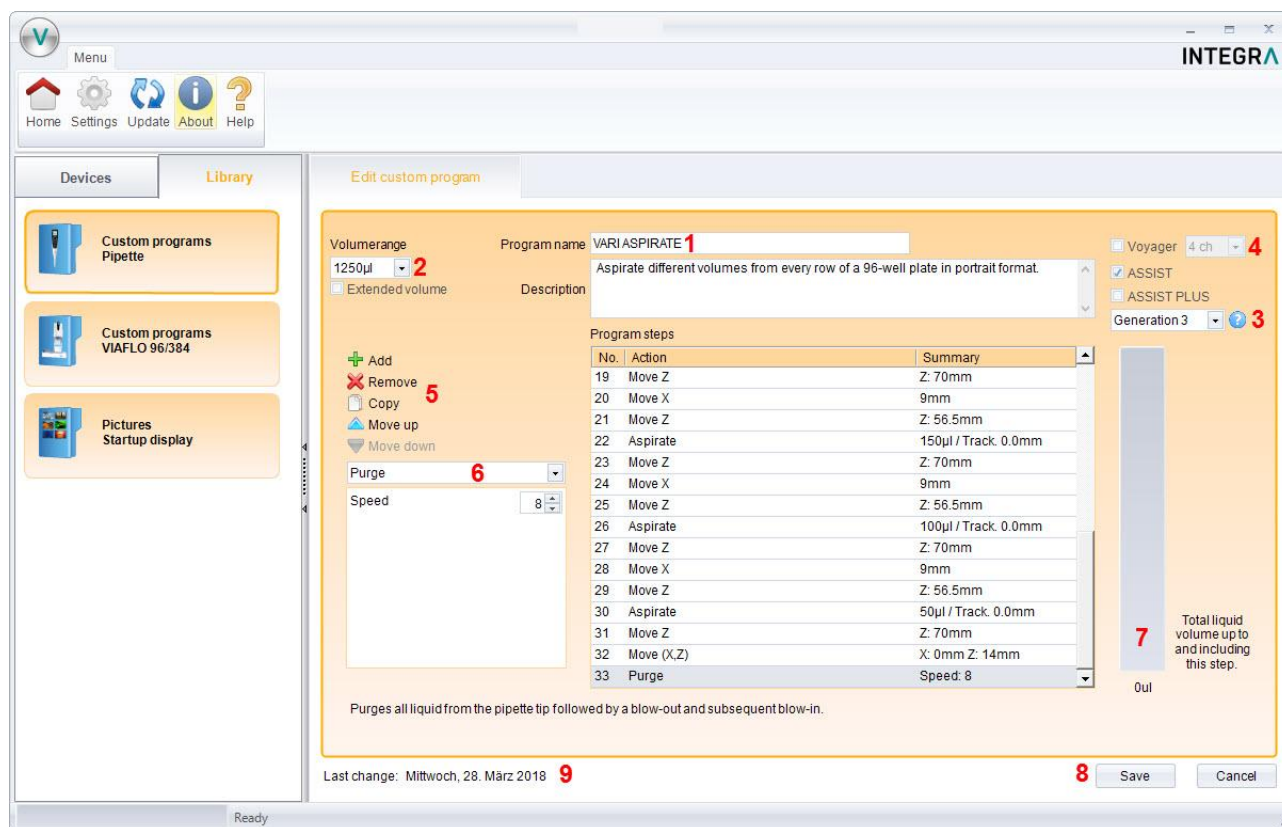 V
Menu
INTEGRA
Home Settings Update About Help
Devices
Library
Edit custom program
Custom programs
Pipette
Custom programs
VIAFLO 96/384
Pictures
Startup display
Volumerange
1250µl 2
Extended volume
Program name VARI ASPIRATE 1
Description
Aspirate different volumes from every row of a 96-well plate in portrait format.
Voyager 4 ch 4
ASSIST
ASSIST PLUS
Generation 3 ? 3
Add
Remove
Copy
Move up
Move down
5
Purge 6
Speed 8
Program steps
No. Action Summary
19 Move Z Z: 70mm
20 Move X 9mm
21 Move Z Z: 56.5mm
22 Aspirate 150µl / Track. 0.0mm
23 Move Z Z: 70mm
24 Move X 9mm
25 Move Z Z: 56.5mm
26 Aspirate 100µl / Track. 0.0mm
27 Move Z Z: 70mm
28 Move X 9mm
29 Move Z Z: 56.5mm
30 Aspirate 50µl / Track. 0.0mm
31 Move Z Z: 70mm
32 Move (X,Z) X: 0mm Z: 14mm
33 Purge Speed: 8
7
Total liquid
volume up to
and including
this step.
0ul
Purges all liquid from the pipette tip followed by a blow-out and subsequent blow-in.
Last change: Mittwoch, 28. März 2018 9
8 Save Cancel
Ready